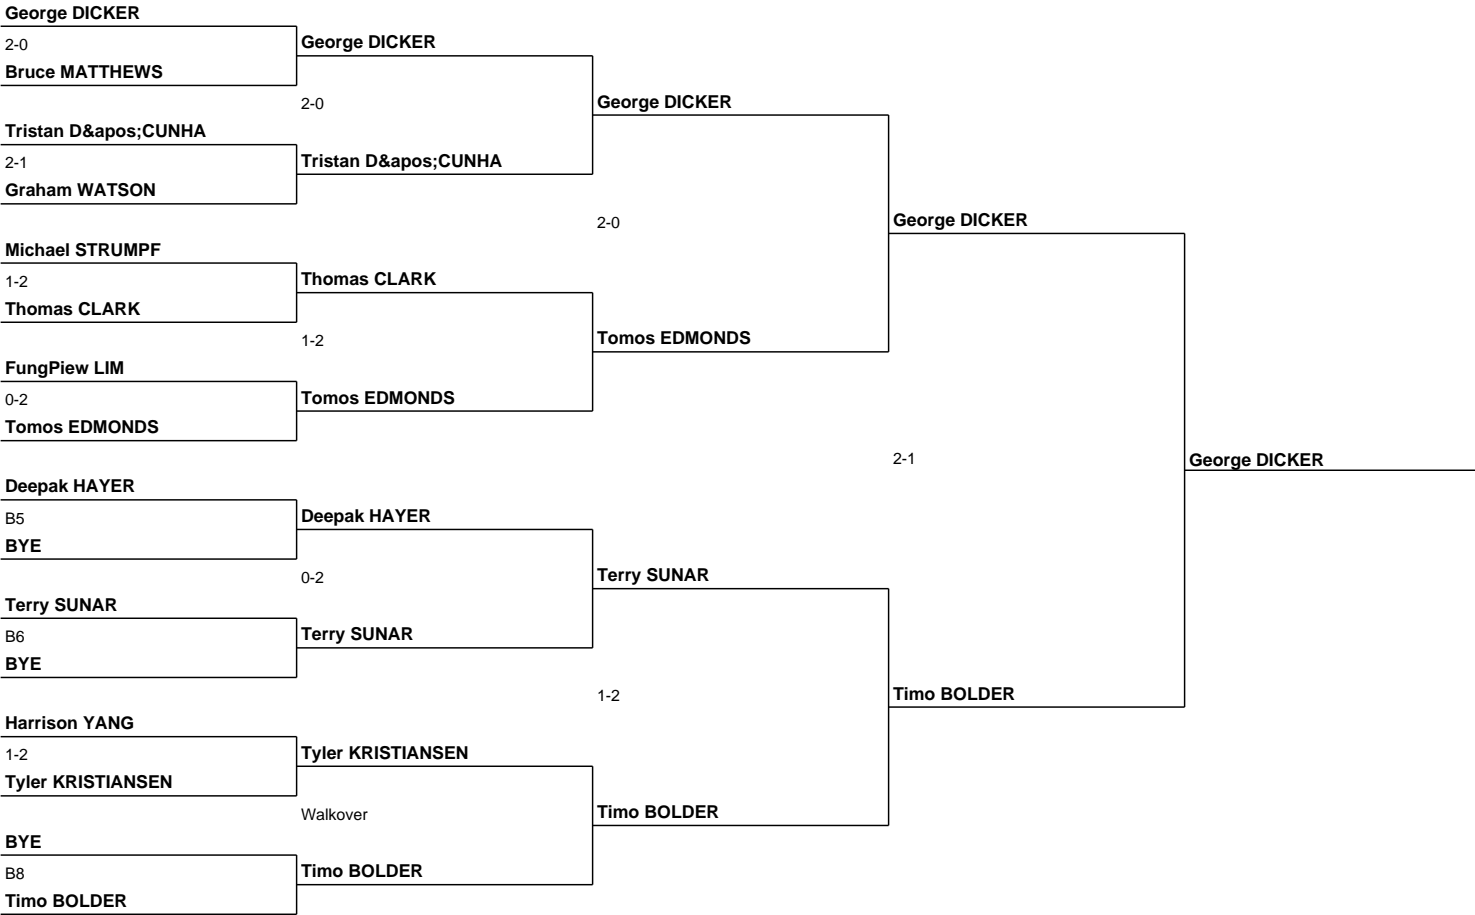 George DICKER
2-0
Bruce MATTHEWS
George DICKER
2-0
Tristan D&apos;CUNHA
2-1
Graham WATSON
Tristan D&apos;CUNHA
George DICKER
2-0
Michael STRUMPF
1-2
Thomas CLARK
Thomas CLARK
1-2
FungPiew LIM
0-2
Tomos EDMONDS
Tomos EDMONDS
Tomos EDMONDS
George DICKER
2-1
Deepak HAYER
B5
BYE
Deepak HAYER
0-2
Terry SUNAR
B6
BYE
Terry SUNAR
Terry SUNAR
1-2
Harrison YANG
1-2
Tyler KRISTIANSEN
Tyler KRISTIANSEN
Walkover
BYE
B8
Timo BOLDER
Timo BOLDER
Timo BOLDER
Timo BOLDER
George DICKER